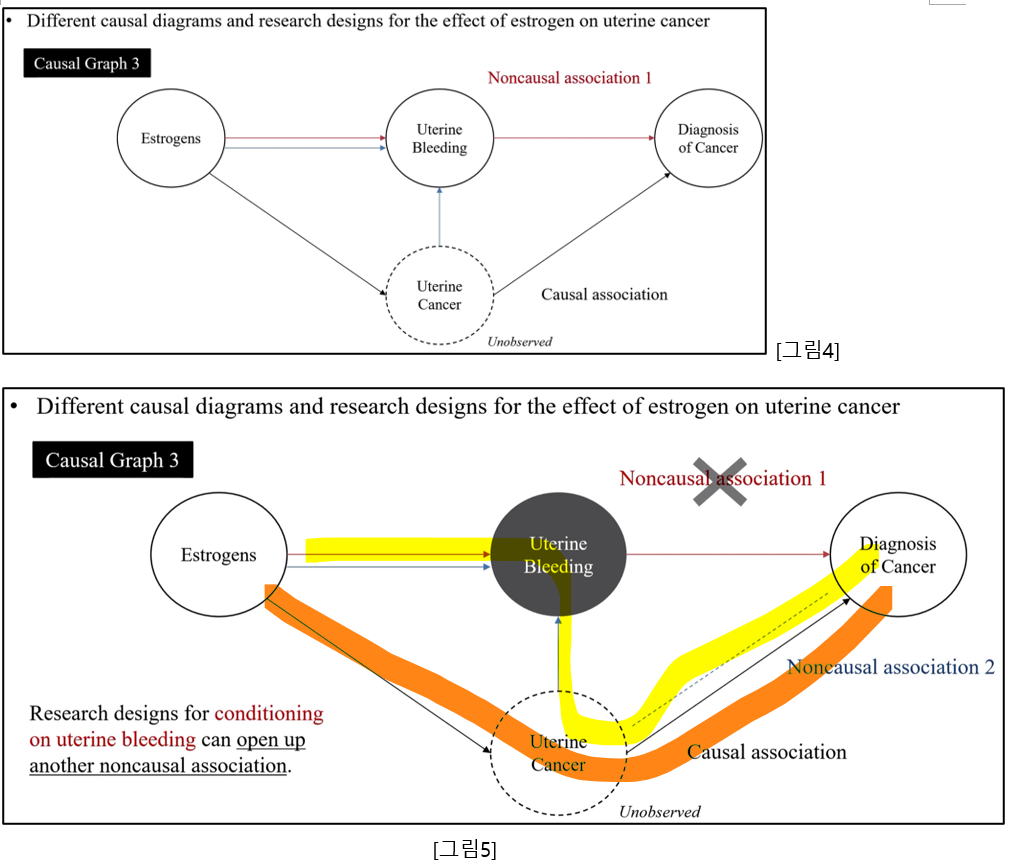 • Different causal diagrams and research designs for the effect of estrogen on uterine cancer
Causal Graph 3
Noncausal association 1
Estrogens
Uterine
Bleeding
Diagnosis
of Cancer
Uterine
Cancer
Causal association
Unobserved
[그림4]
• Different causal diagrams and research designs for the effect of estrogen on uterine cancer
Causal Graph 3
Noncausal association 1
Estrogens
Uterine
Bleeding
Diagnosis
of Cancer
Noncausal association 2
Research designs for conditioning
on uterine bleeding can open up
another noncausal association.
Uterine
Cancer
Causal association
Unobserved
[그림5]